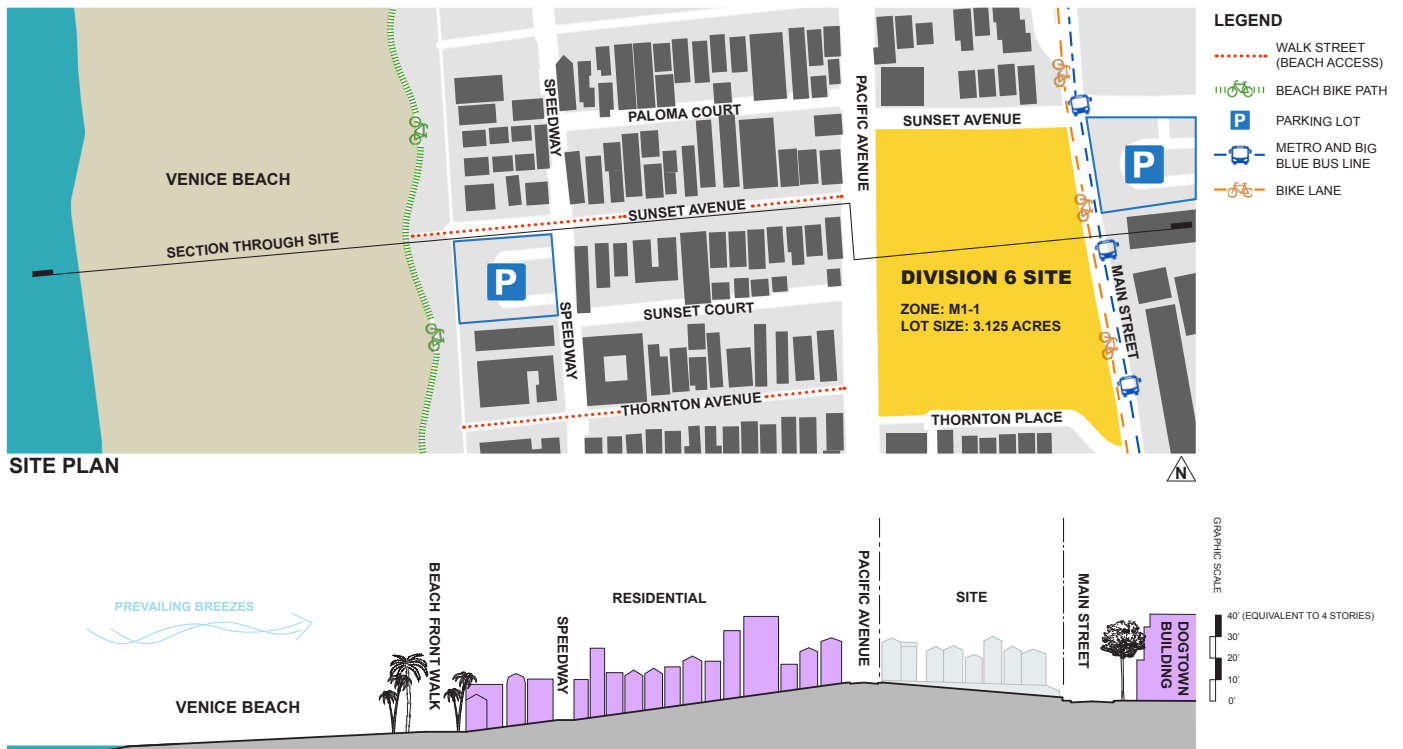 LEGEND
WALK STREET
(BEACH ACCESS)
BEACH BIKE PATH
P
PARKING LOT
METRO AND BIG
BLUE BUS LINE
BIKE LANE
SPEEDWAY
PALOMA COURT
PACIFIC AVENUE
SUNSET AVENUE
P
VENICE BEACH
SUNSET AVENUE
SECTION THROUGH SITE
P
DIVISION 6 SITE
ZONE: M1-1
LOT SIZE: 3.125 ACRES
MAIN STREET
SUNSET COURT
SPEEDWAY
THORNTON AVENUE
THORNTON PLACE
SITE PLAN
N
PREVAILING BREEZES
BEACH FRONT WALK
SPEEDWAY
RESIDENTIAL
PACIFIC AVENUE
SITE
MAIN STREET
DOGTOWN
BUILDING
GRAPHIC SCALE
40' (EQUIVALENT TO 4 STORIES)
30'
20'
10'
0'
VENICE BEACH